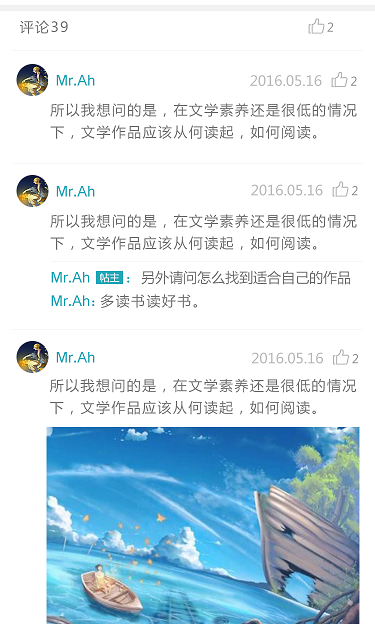 评论39 2
Mr.Ah 2016.05.16 2
所以我想问的是，在文学素养还是很低的情况
下，文学作品应该从何读起，如何阅读。
Mr.Ah 2016.05.16 2
所以我想问的是，在文学素养还是很低的情况
下，文学作品应该从何读起，如何阅读。
Mr.Ah 帖主：另外请问怎么找到适合自己的作品
Mr.Ah: 多读书读好书。
Mr.Ah 2016.05.16 2
所以我想问的是，在文学素养还是很低的情况
下，文学作品应该从何读起，如何阅读。